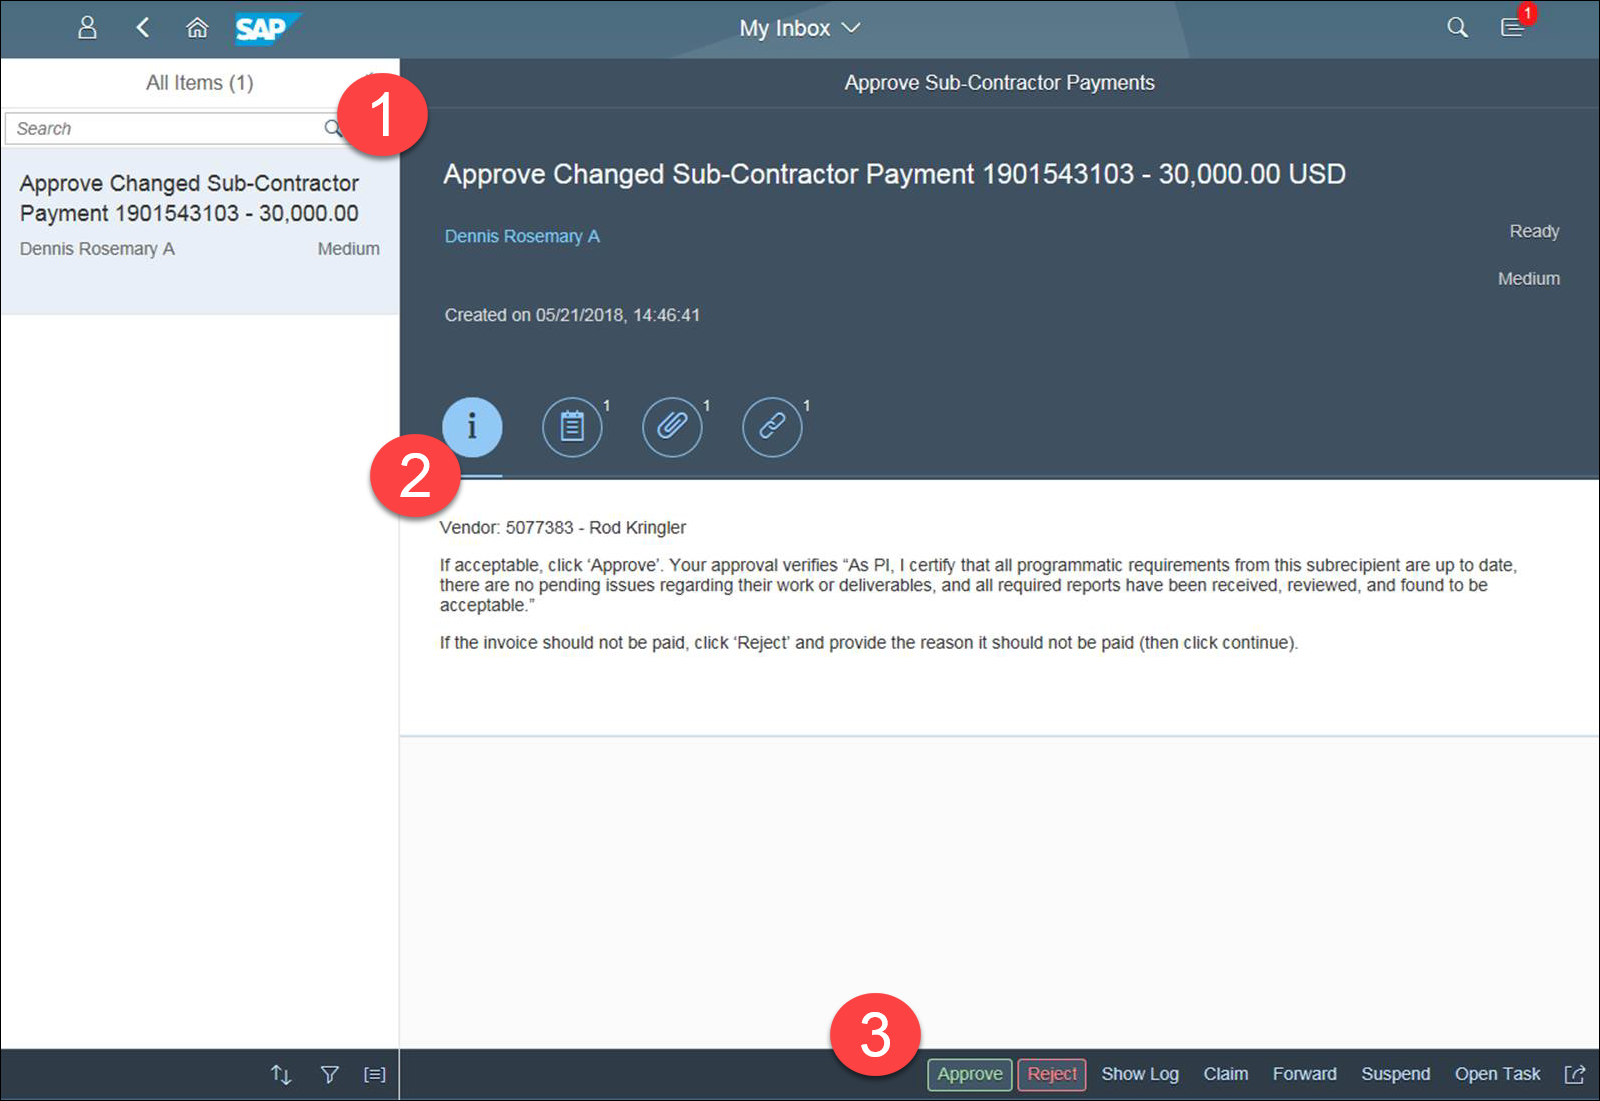 SAP
My Inbox
1
All Items (1)
Search
1
Approve Changed Sub-Contractor
Payment 1901543103 - 30,000.00
Dennis Rosemary A
Medium
Approve Sub-Contractor Payments
Approve Changed Sub-Contractor Payment 1901543103 - 30,000.00 USD
Dennis Rosemary A
Ready
Medium
Created on 05/21/2018, 14:46:41
i
1
1
1
2
Vendor: 5077383 - Rod Kringler
If acceptable, click ‘Approve’. Your approval verifies “As PI, I certify that all programmatic requirements from this subrecipient are up to date,
there are no pending issues regarding their work or deliverables, and all required reports have been received, reviewed, and found to be
acceptable.”
If the invoice should not be paid, click ‘Reject’ and provide the reason it should not be paid (then click continue).
3
Approve
Reject
Show Log
Claim
Forward
Suspend
Open Task